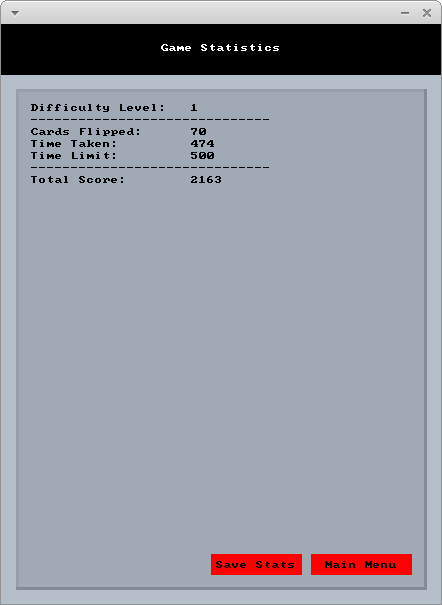 Game Statistics
Difficulty Level: 1
------------------------------
Cards Flipped: 70
Time Taken: 474
Time Limit: 500
------------------------------
Total Score: 2163
Save Stats Main Menu